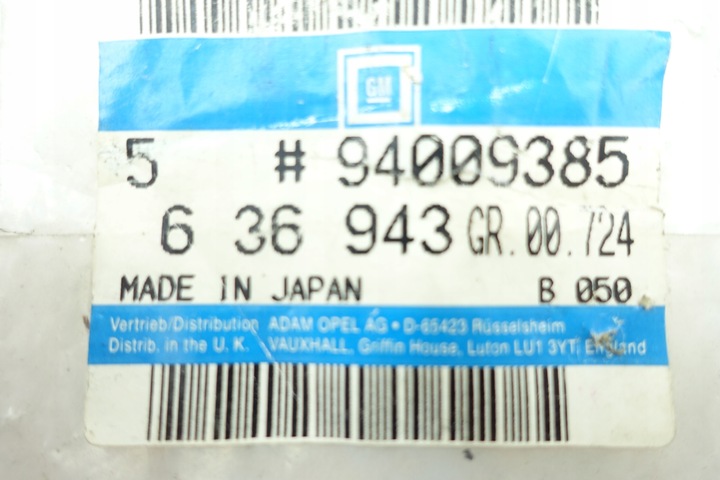 GM
5 # 94009385
6 36 943 GR. 00.724
MADE IN JAPAN B 050
Vertrieb/Distribution ADAM OPEL AG • D-65423 Rüsselsheim
Distrib. in the U. K. VAUXHALL, Griffin House, Luton LU1 3YT, England